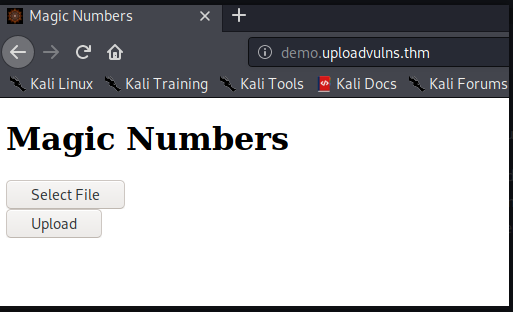 Magic Numbers
demo.uploadvulns.thm
Kali Linux Kali Training Kali Tools Kali Docs Kali Forums
Magic Numbers
Select File
Upload